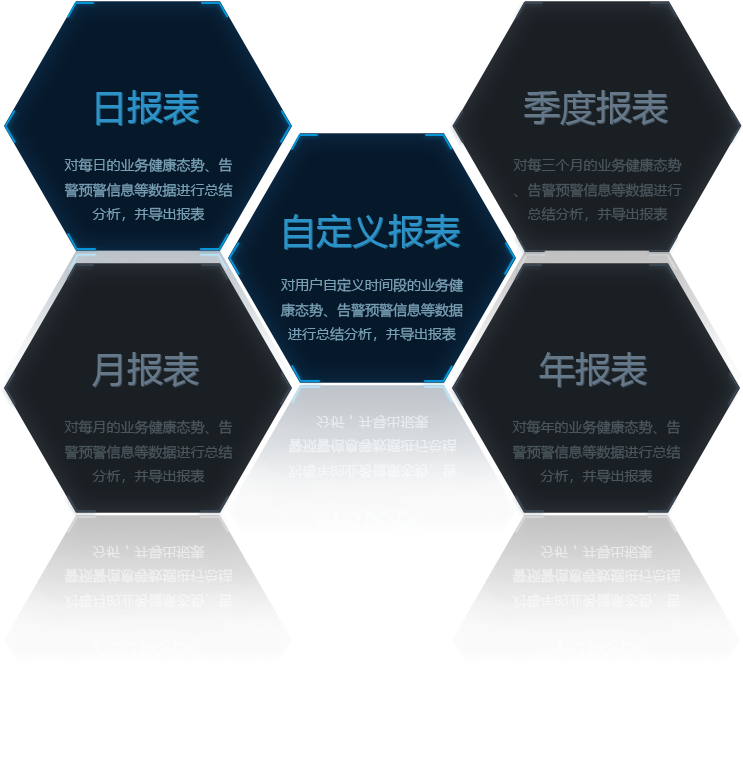 日报表
对每日的业务健康态势、告
警预警信息等数据进行总结
分析，并导出报表
季度报表
对每三个月的业务健康态势
、告警预警信息等数据进行
总结分析，并导出报表
自定义报表
对用户自定义时间段的业务健
康态势、告警预警信息等数据
进行总结分析，并导出报表
月报表
对每月的业务健康态势、告
警预警信息等数据进行总结
分析，并导出报表
年报表
对每年的业务健康态势、告
警预警信息等数据进行总结
分析，并导出报表